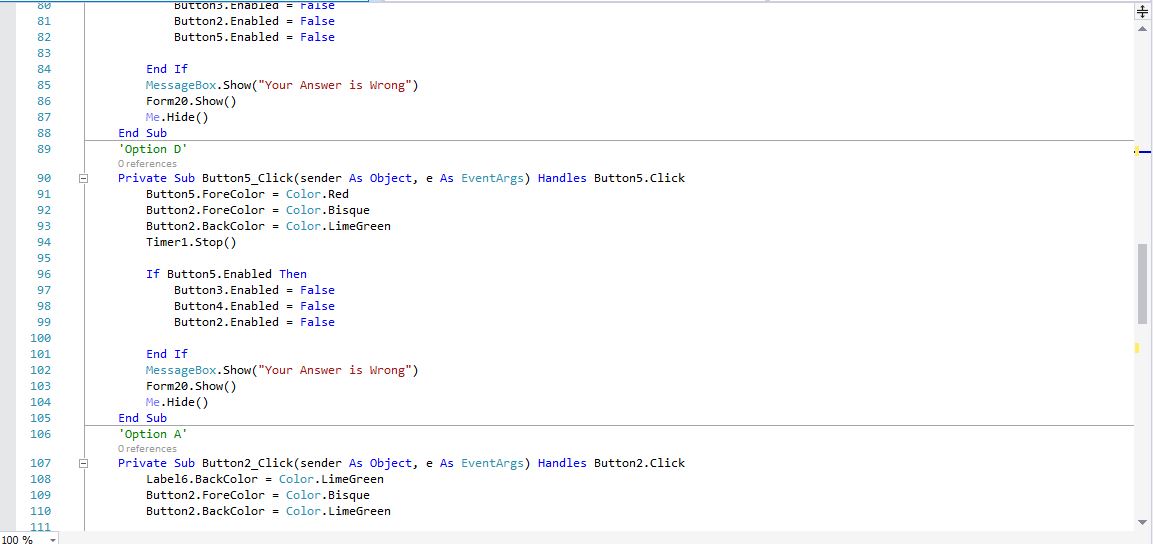 80 Button3.Enabled = False
81 Button2.Enabled = False
82 Button5.Enabled = False
83
84 End If
85 MessageBox.Show("Your Answer is Wrong")
86 Form20.Show()
87 Me.Hide()
88 End Sub
89 'Option D'
0 references
90 Private Sub Button5_Click(sender As Object, e As EventArgs) Handles Button5.Click
91 Button5.ForeColor = Color.Red
92 Button2.ForeColor = Color.Bisque
93 Button2.BackColor = Color.LimeGreen
94 Timer1.Stop()
95
96 If Button5.Enabled Then
97 Button3.Enabled = False
98 Button4.Enabled = False
99 Button2.Enabled = False
100
101 End If
102 MessageBox.Show("Your Answer is Wrong")
103 Form20.Show()
104 Me.Hide()
105 End Sub
106 'Option A'
0 references
107 Private Sub Button2_Click(sender As Object, e As EventArgs) Handles Button2.Click
108 Label6.BackColor = Color.LimeGreen
109 Button2.ForeColor = Color.Bisque
110 Button2.BackColor = Color.LimeGreen
111
100 %